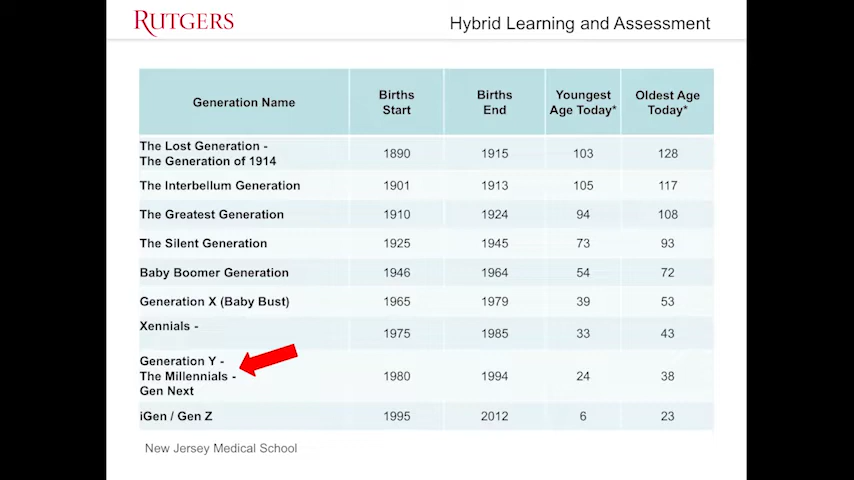 RUTGERS
Hybrid Learning and Assessment
Generation Name Births Start Births End Youngest Age Today* Oldest Age Today*
The Lost Generation -
The Generation of 1914 1890 1915 103 128
The Interbellum Generation 1901 1913 105 117
The Greatest Generation 1910 1924 94 108
The Silent Generation 1925 1945 73 93
Baby Boomer Generation 1946 1964 54 72
Generation X (Baby Bust) 1965 1979 39 53
Xennials - 1975 1985 33 43
Generation Y -
The Millennials - 1980 1994 24 38
Gen Next
iGen / Gen Z 1995 2012 6 23
New Jersey Medical School